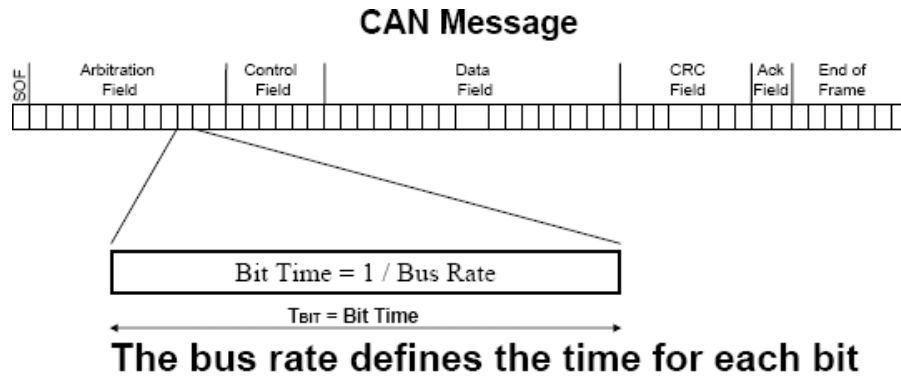 CAN Message
SOF
Arbitration
Field
Control
Field
Data
Field
CRC
Field
Ack
Field
End of
Frame
Bit Time = 1 / Bus Rate
TBIT = Bit Time
The bus rate defines the time for each bit